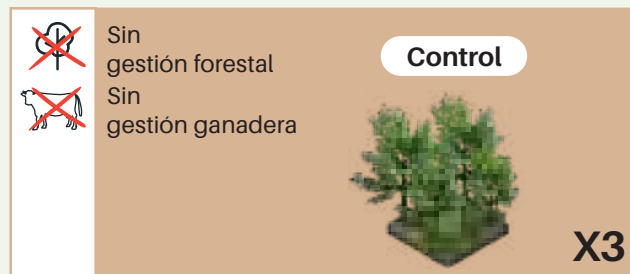 Sin
gestión forestal
Sin
gestión ganadera
Control
X3